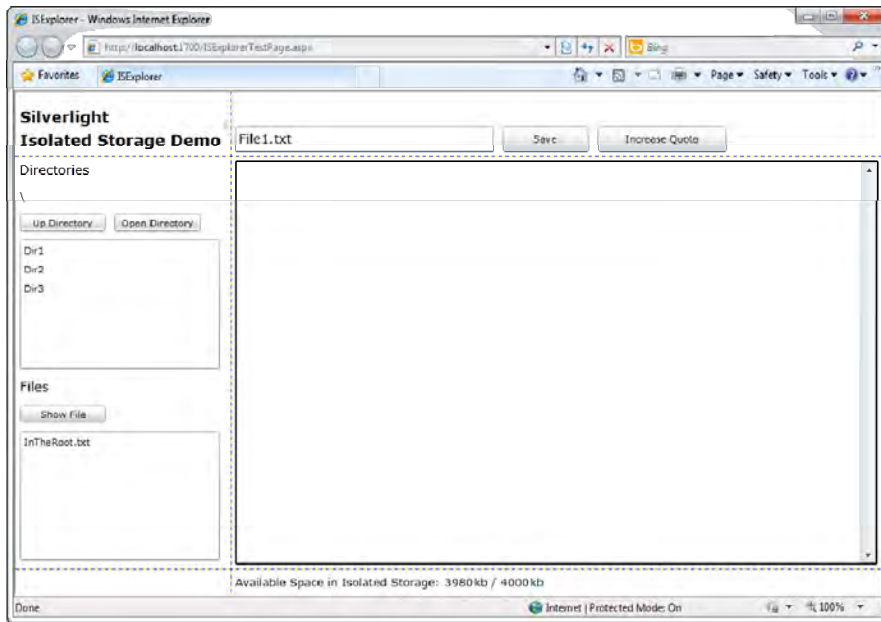 ISExplorer - Windows Internet Explorer
http://localhost:1700/ISExplorerTestPage.aspx
Bing
Favorites
ISExplorer
Page
Safety
Tools
Silverlight
Isolated Storage Demo
File1.txt
Save
Increase Quota
Directories
\
Up Directory
Open Directory
Dir1
Dir2
Dir3
Files
Show File
InTheRoot.txt
Available Space in Isolated Storage: 3980kb / 4000kb
Done
Internet | Protected Mode: On
100%